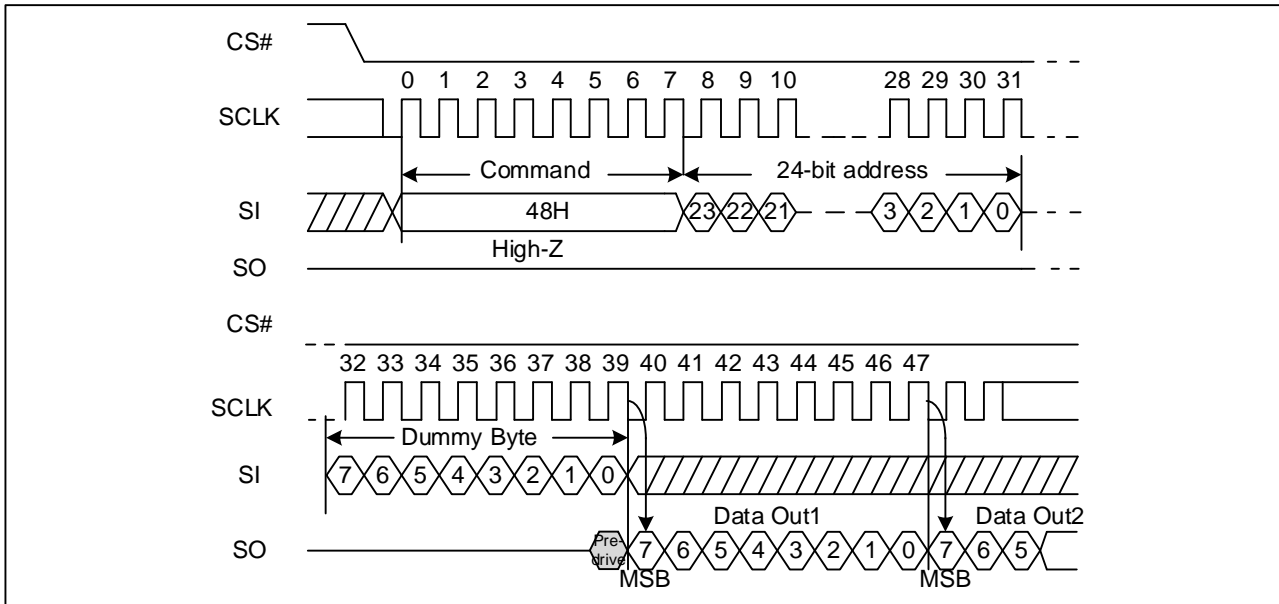 CS#
0 1 2 3 4 5 6 7 8 9 10 28 29 30 31
SCLK
Command 24-bit address
SI 48H 23 22 21 3 2 1 0
High-Z
SO
CS#
32 33 34 35 36 37 38 39 40 41 42 43 44 45 46 47
SCLK
Dummy Byte
SI 7 6 5 4 3 2 1 0
Data Out1 Data Out2
SO Pre-drive 7 6 5 4 3 2 1 0 7 6 5
MSB MSB